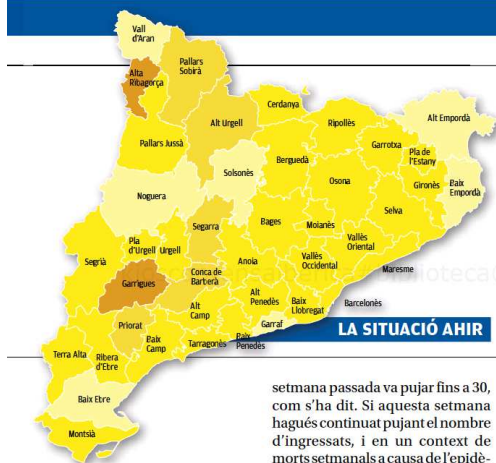 Vall
d'Aran
Pallars
Sobirà
Alta
Ribagorça
Cerdanya
Alt Empordà
Ripollès
Alt Urgell
Garrotxa
Pallars Jussà
Pla de
l'Estany
Berguedà
Solsonès
Osona
Gironès
Baix
Empordà
Noguera
Selva
Bages
Moianès
Segarra
Pla
d'Urgell
Urgell
Vallès
Oriental
Segrià
Anoia
Vallès
Occidental
Maresme
Conca de
Barberà
Garrigues
Alt
Penedès
Baix
Llobregat
Barcelonès
Alt
Camp
Garraf
Priorat
LA SITUACIÓ AHIR
Baix
Camp
Tarragonès
Baix
Penedès
Terra Alta
Ribera
d'Ebre
Baix Ebre
Montsià
setmana passada va pujar fins a 30,
com s'ha dit. Si aquesta setmana
hagués continuat pujant el nombre
d'ingressats, i en un context de
morts setmanals a causa de l'epidè-